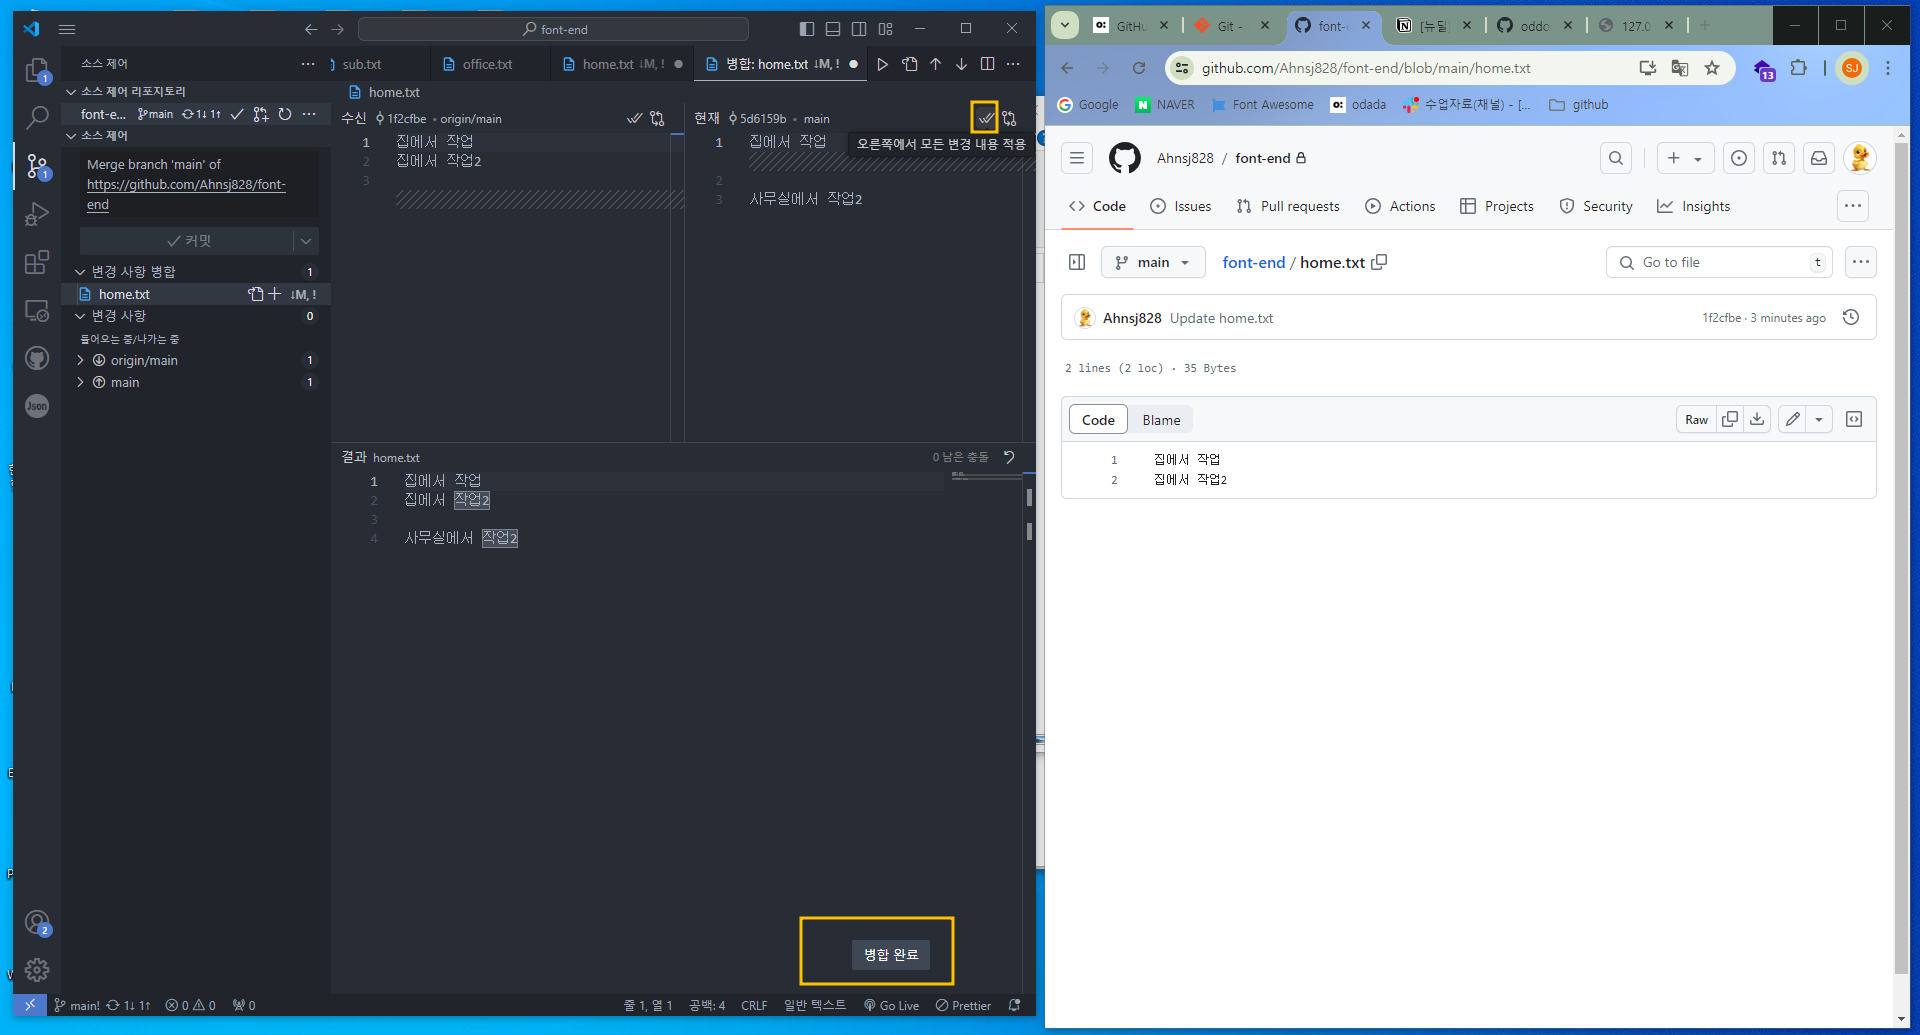 font-end
소스 제어
sub.txt
office.txt
home.txt ↓M, !
병합: home.txt ↓M, !
소스 제어 리포지토리
font-e... main 1↓ 1↑
소스 제어
Merge branch 'main' of
https://github.com/Ahnsj828/font-
end
커밋
변경 사항 병합 1
home.txt ↓M, !
변경 사항 0
들어오는 중/나가는 중
origin/main 1
main 1
Json
1
1
2
home.txt
수신 1f2cfbe • origin/main
1 집에서 작업
2 집에서 작업2
3
현재 5d6159b • main
오른쪽에서 모든 변경 내용 적용
1 집에서 작업
2
3 사무실에서 작업2
결과 home.txt
0 남은 충돌
1 집에서 작업
2 집에서 작업2
3
4 사무실에서 작업2
병합 완료
main! 1↓ 1↑ 0 0 0
줄 1, 열 1 공백: 4 CRLF 일반 텍스트 Go Live Prettier
GitHu
Git -
font-
[뉴딜
oddo
127.0
github.com/Ahnsj828/font-end/blob/main/home.txt
13
SJ
Google NAVER Font Awesome odada 수업자료(채널) - [... github
Ahnsj828 / font-end
Code Issues Pull requests Actions Projects Security Insights
main
font-end / home.txt
Go to file t
Ahnsj828 Update home.txt
1f2cfbe · 3 minutes ago
2 lines (2 loc) · 35 Bytes
Code Blame
Raw
1 집에서 작업
2 집에서 작업2